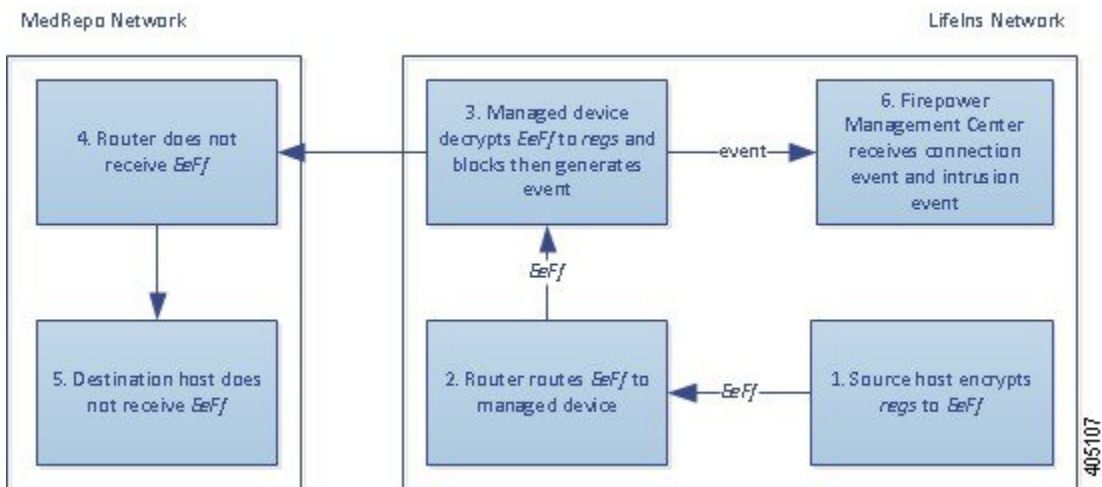 MedRepo Network
LifeIns Network
4. Router does not
receive EeFf
3. Managed device
decrypts EeFf to regs and
blocks then generates
event
event
6. Firepower
Management Center
receives connection
event and intrusion
event
EeFf
5. Destination host does
not receive EeFf
2. Router routes EeFf to
managed device
EeFf
1. Source host encrypts
regs to EeFf
405107